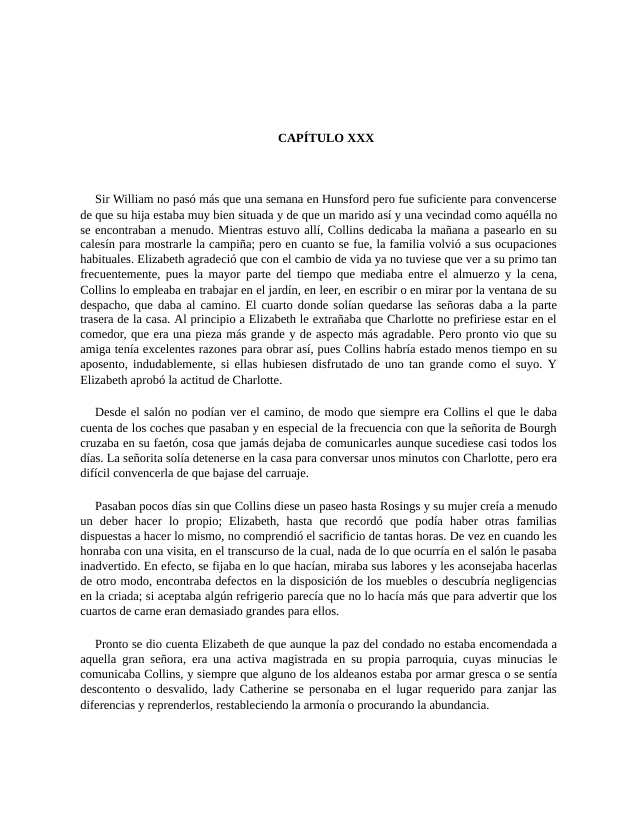 CAPÍTULO XXX
Sir William no pasó más que una semana en Hunsford pero fue suficiente para convencerse
de que su hija estaba muy bien situada y de que un marido así y una vecindad como aquélla no
se encontraban a menudo. Mientras estuvo allí, Collins dedicaba la mañana a pasearlo en su
calesín para mostrarle la campiña; pero en cuanto se fue, la familia volvió a sus ocupaciones
habituales. Elizabeth agradeció que con el cambio de vida ya no tuviese que ver a su primo tan
frecuentemente, pues la mayor parte del tiempo que mediaba entre el almuerzo y la cena,
Collins lo empleaba en trabajar en el jardín, en leer, en escribir o en mirar por la ventana de su
despacho, que daba al camino. El cuarto donde solían quedarse las señoras daba a la parte
trasera de la casa. Al principio a Elizabeth le extrañaba que Charlotte no prefiriese estar en el
comedor, que era una pieza más grande y de aspecto más agradable. Pero pronto vio que su
amiga tenía excelentes razones para obrar así, pues Collins habría estado menos tiempo en su
aposento, indudablemente, si ellas hubiesen disfrutado de uno tan grande como el suyo. Y
Elizabeth aprobó la actitud de Charlotte.
Desde el salón no podían ver el camino, de modo que siempre era Collins el que le daba
cuenta de los coches que pasaban y en especial de la frecuencia con que la señorita de Bourgh
cruzaba en su faetón, cosa que jamás dejaba de comunicarles aunque sucediese casi todos los
días. La señorita solía detenerse en la casa para conversar unos minutos con Charlotte, pero era
difícil convencerla de que bajase del carruaje.
Pasaban pocos días sin que Collins diese un paseo hasta Rosings y su mujer creía a menudo
un deber hacer lo propio; Elizabeth, hasta que recordó que podía haber otras familias
dispuestas a hacer lo mismo, no comprendió el sacrificio de tantas horas. De vez en cuando les
honraba con una visita, en el transcurso de la cual, nada de lo que ocurría en el salón le pasaba
inadvertido. En efecto, se fijaba en lo que hacían, miraba sus labores y les aconsejaba hacerlas
de otro modo, encontraba defectos en la disposición de los muebles o descubría negligencias
en la criada; si aceptaba algún refrigerio parecía que no lo hacía más que para advertir que los
cuartos de carne eran demasiado grandes para ellos.
Pronto se dio cuenta Elizabeth de que aunque la paz del condado no estaba encomendada a
aquella gran señora, era una activa magistrada en su propia parroquia, cuyas minucias le
comunicaba Collins, y siempre que alguno de los aldeanos estaba por armar gresca o se sentía
descontento o desvalido, lady Catherine se personaba en el lugar requerido para zanjar las
diferencias y reprenderlos, restableciendo la armonía o procurando la abundancia.